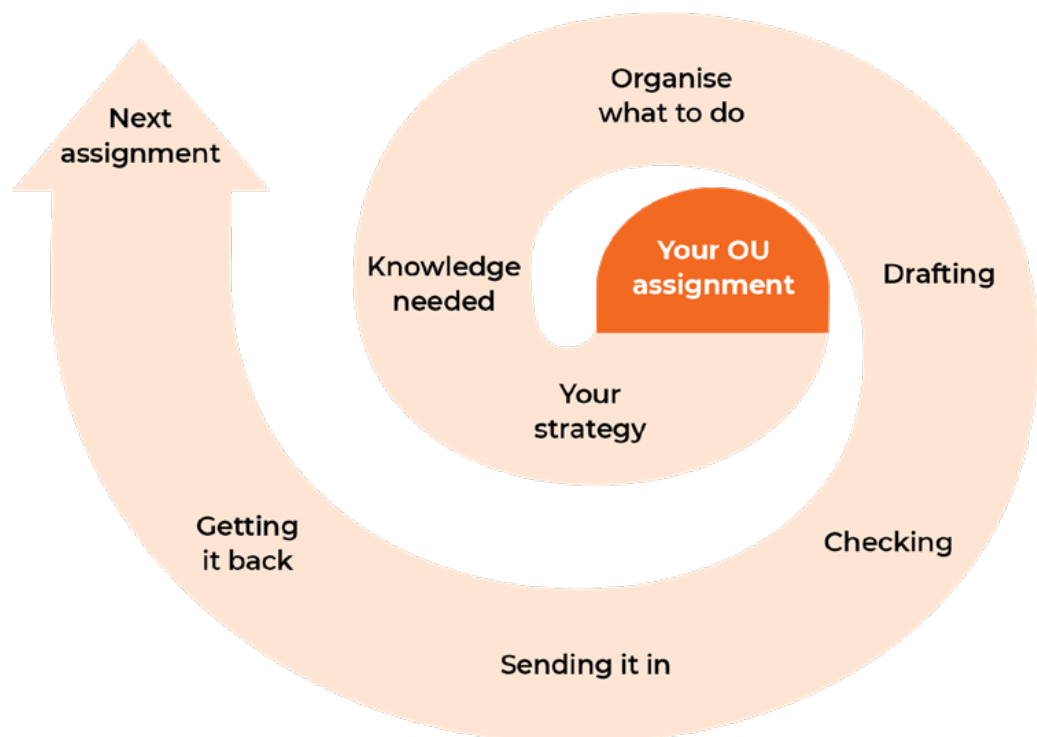 Your OU
assignment
Your
strategy
Knowledge
needed
Organise
what to do
Drafting
Checking
Sending it in
Getting
it back
Next
assignment